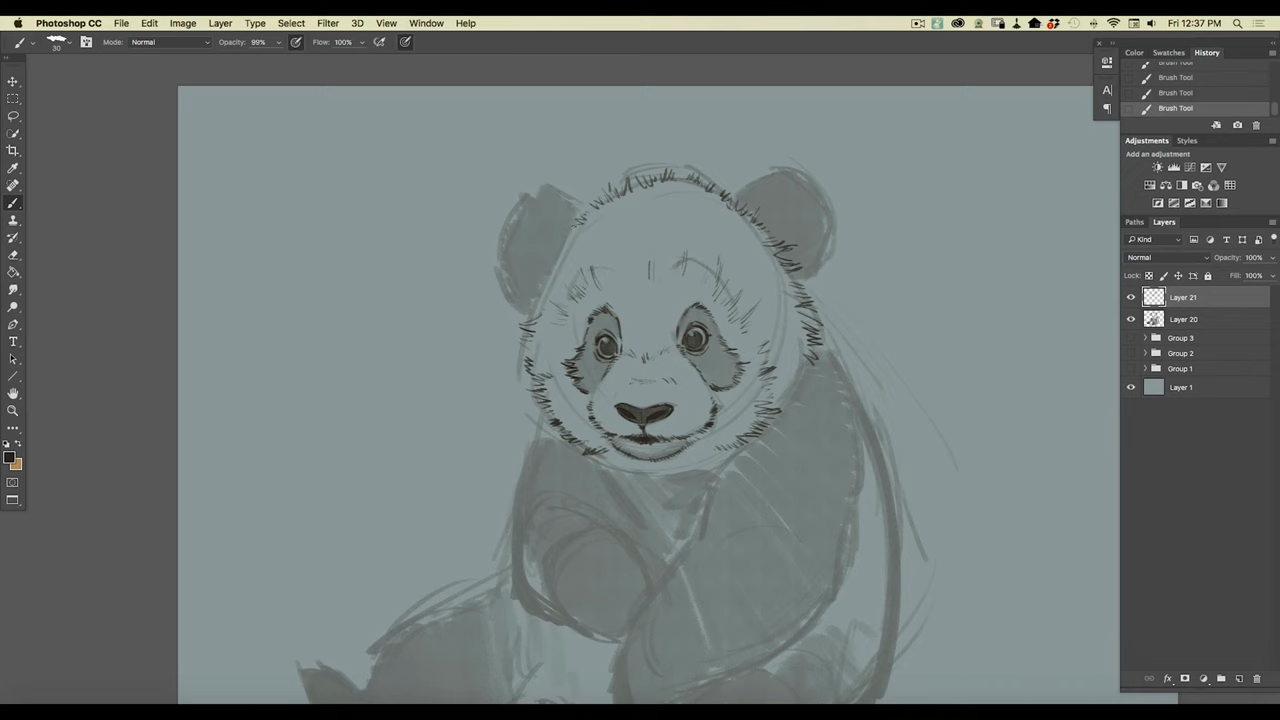 Photoshop CC File Edit Image Layer Type Select Filter 3D View Window Help Fri 12:37 PM
30 Mode: Normal Opacity: 99% Flow: 100%
Color Swatches History
Brush Tool
Brush Tool
Brush Tool
Brush Tool
Adjustments Styles
Add an adjustment
Paths Layers
Kind
Normal Opacity: 100%
Lock: Fill: 100%
Layer 21
Layer 20
Group 3
Group 2
Group 1
Layer 1